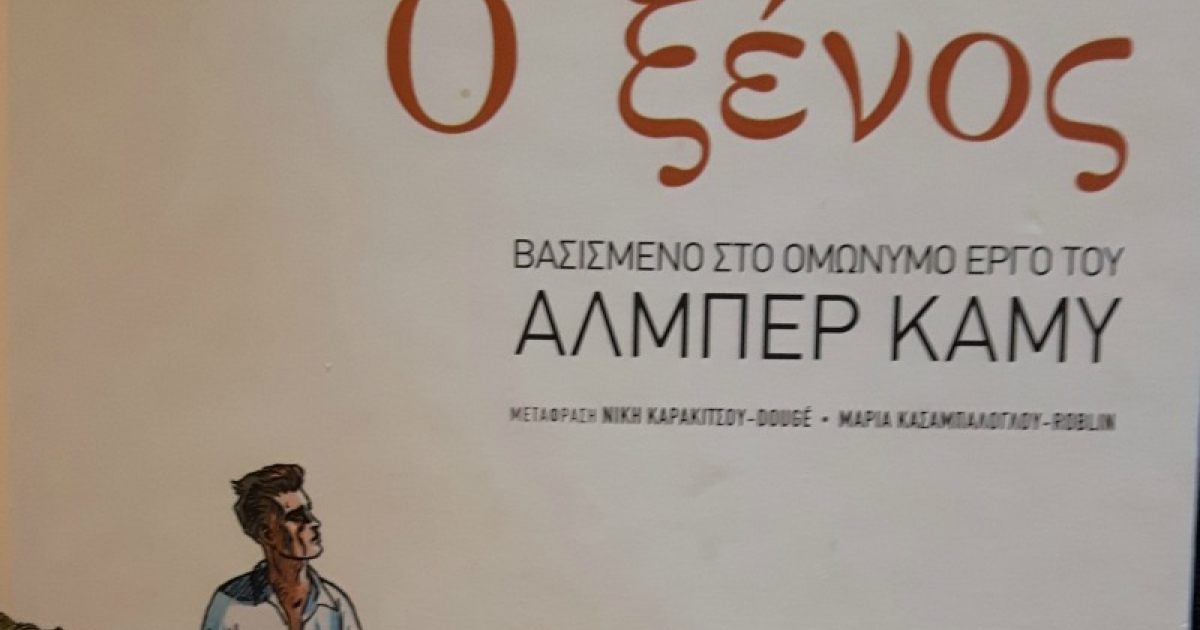 Ο ξένος
ΒΑΣΙΣΜΕΝΟ ΣΤΟ ΟΜΩΝΥΜΟ ΕΡΓΟ ΤΟΥ
ΑΛΜΠΕΡ ΚΑΜΥ
ΜΕΤΑΦΡΑΣΗ ΝΙΚΗ ΚΑΡΑΚΙΤΣΟΥ-DOUGÉ • ΜΑΡΙΑ ΚΑΣΑΜΠΑΛΟΓΛΟΥ-ROBLIN